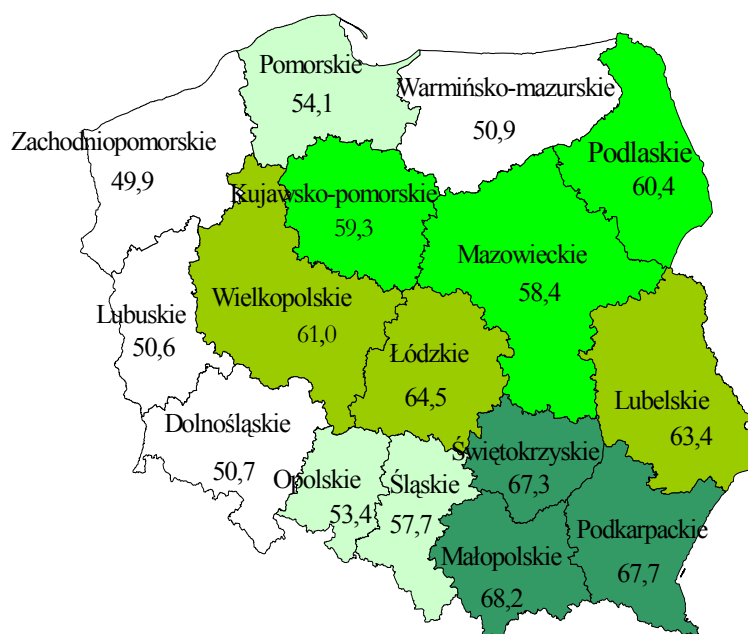 Pomorskie
54,1
Warmińsko-mazurskie
50,9
Zachodniopomorskie
49,9
Podlaskie
60,4
Kujawsko-pomorskie
59,3
Mazowieckie
58,4
Wielkopolskie
61,0
Lubuskie
50,6
Łódzkie
64,5
Lubelskie
63,4
Dolnośląskie
50,7
Opolskie
53,4
Śląskie
57,7
Świętokrzyskie
67,3
Podkarpackie
67,7
Małopolskie
68,2